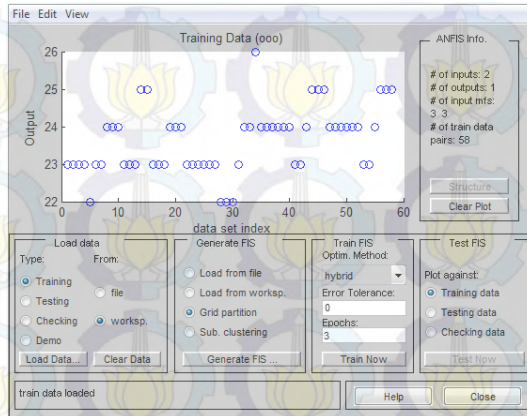 File Edit View
Training Data (ooo)
26
25
24
23
22
Output
0 10 20 30 40 50 60
data set index
ANFIS Info.
# of inputs: 2
# of outputs: 1
# of input mfs:
3 3
# of train data
pairs: 58
Structure
Clear Plot
Load data
Type: From:
Training
Testing
Checking
Demo
file
worksp.
Load Data... Clear Data
Generate FIS
Load from file
Load from worksp.
Grid partition
Sub. clustering
Generate FIS ...
Train FIS
Optim. Method:
hybrid
Error Tolerance:
0
Epochs:
3
Train Now
Test FIS
Plot against:
Training data
Testing data
Checking data
Test Now
train data loaded
Help Close